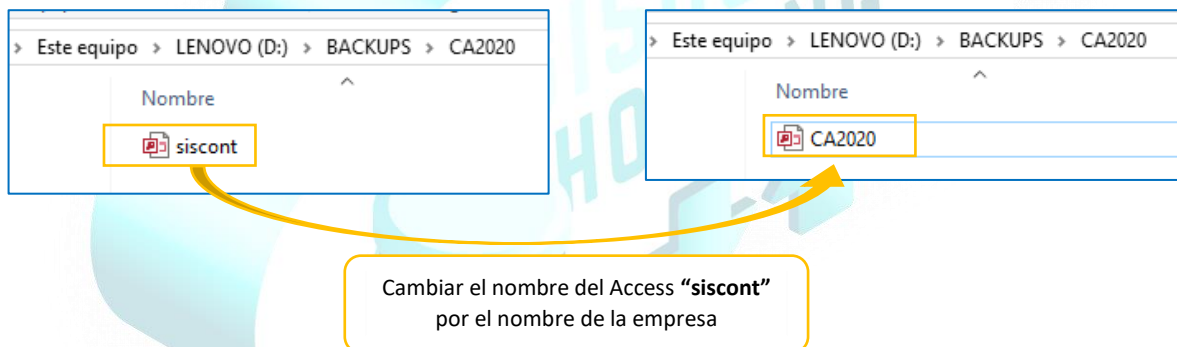 > Este equipo > LENOVO (D:) > BACKUPS > CA2020
Nombre
siscont
> Este equipo > LENOVO (D:) > BACKUPS > CA2020
Nombre
CA2020
Cambiar el nombre del Access “siscont”
por el nombre de la empresa